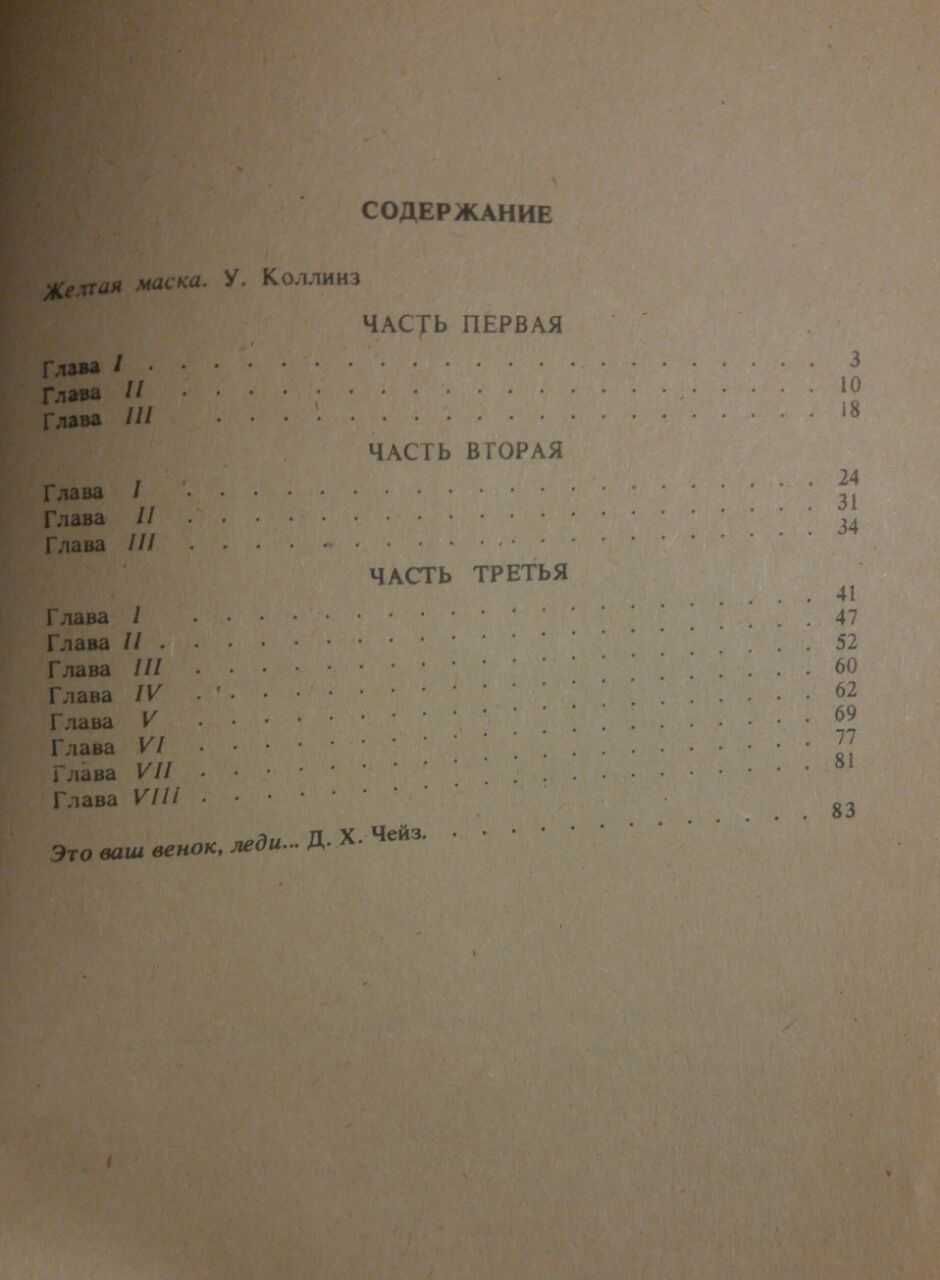 СОДЕРЖАНИЕ
Желтая маска. У. Коллинз
ЧАСТЬ ПЕРВАЯ
Глава I . . . . . . . . . . . . . . . . . . . . . 3
Глава II . . . . . . . . . . . . . . . . . . . . 10
Глава III . . . . . . . . . . . . . . . . . . . 18
ЧАСТЬ ВТОРАЯ
Глава I . . . . . . . . . . . . . . . . . . . . 24
Глава II . . . . . . . . . . . . . . . . . . . . 31
Глава III . . . . . . . . . . . . . . . . . . . . 34
ЧАСТЬ ТРЕТЬЯ
Глава I . . . . . . . . . . . . . . . . . . . . 41
Глава II . . . . . . . . . . . . . . . . . . . . . 47
Глава III . . . . . . . . . . . . . . . . . . . . 52
Глава IV . . . . . . . . . . . . . . . . . . . . 60
Глава V . . . . . . . . . . . . . . . . . . . . 62
Глава VI . . . . . . . . . . . . . . . . . . . . 69
Глава VII . . . . . . . . . . . . . . . . . . . . 77
Глава VIII . . . . . . . . . . . . . . . . . . . . 81
Это ваш венок, леди... Д. Х. Чейз. . . . . . . . . . . . . 83